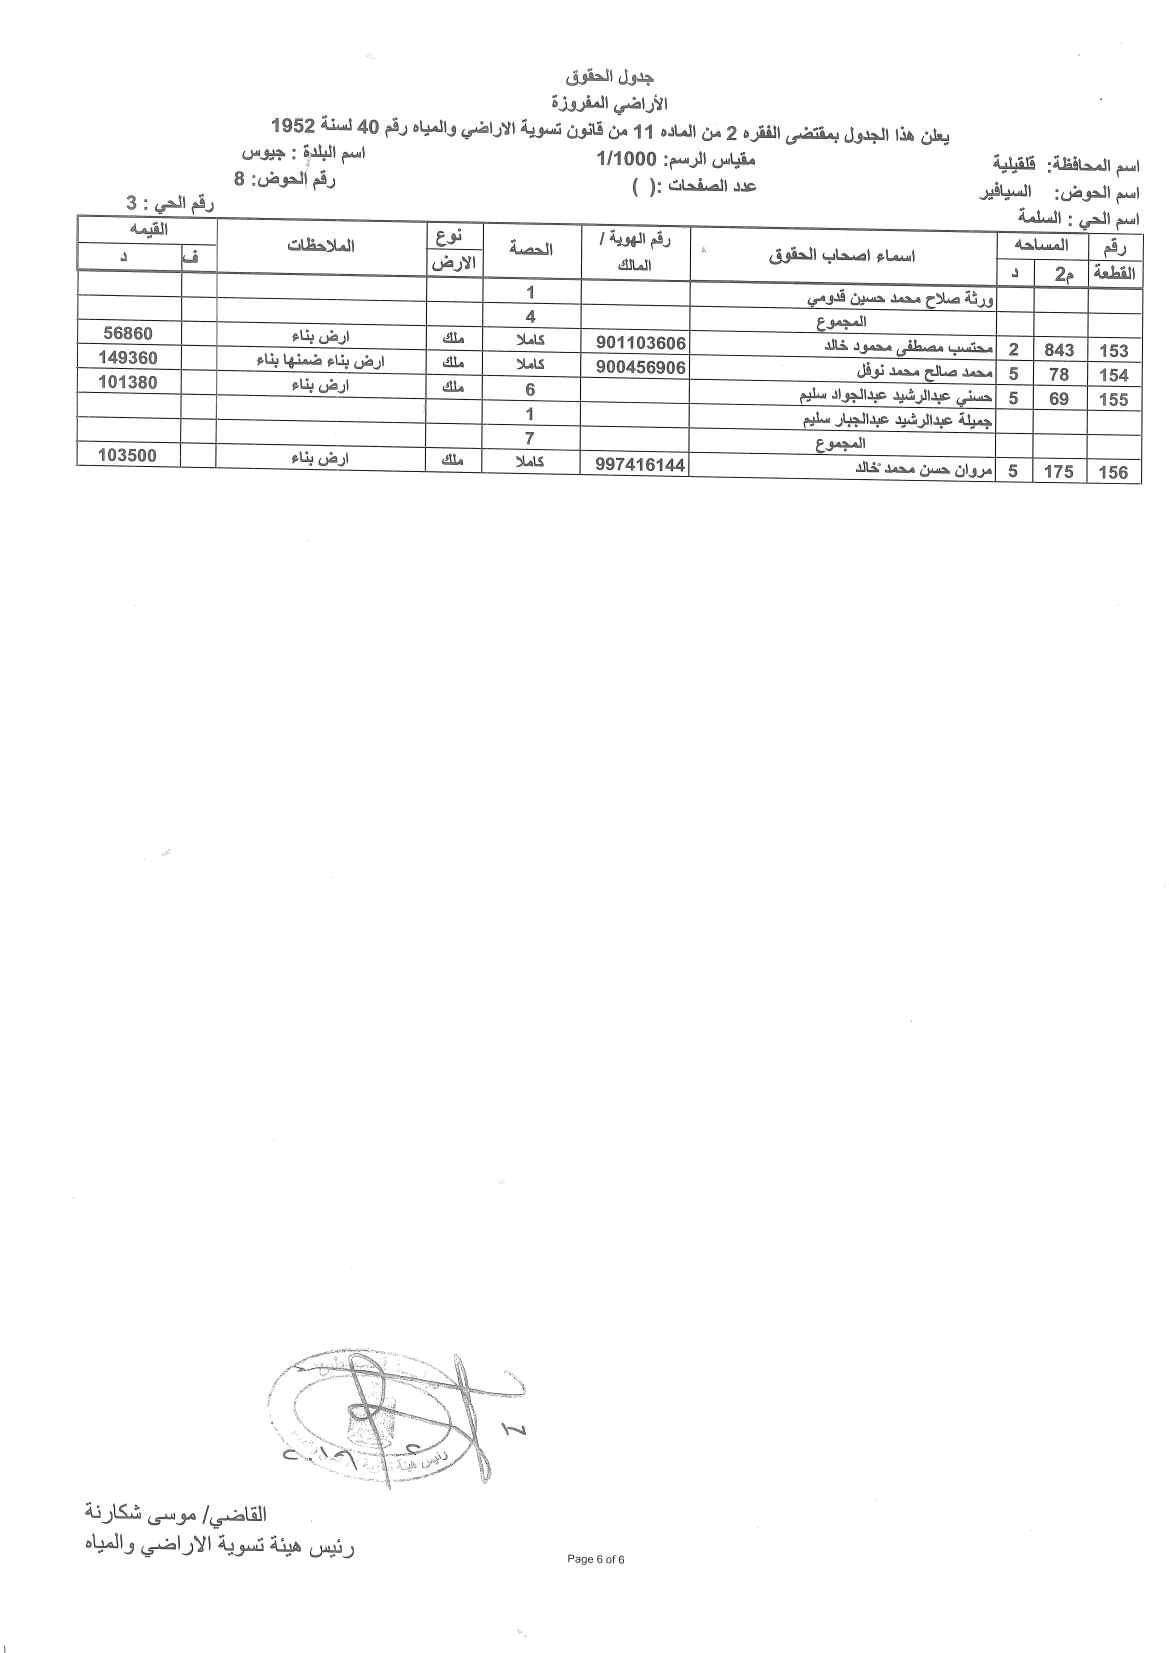 جدول الحقوق
الأراضي المفروزة
يعلن هذا الجدول بمقتضى الفقره 2 من الماده 11 من قانون تسوية الاراضي والمياه رقم 40 لسنة 1952
اسم المحافظة: قلقيلية مقياس الرسم: 1/1000 اسم البلدة : جيوس
اسم الحوض: السيافير عدد الصفحات :( ) رقم الحوض: 8
اسم الحي : السلمة رقم الحي : 3
رقم القطعة المساحه م2 د اسماء اصحاب الحقوق رقم الهوية / المالك الحصة نوع الارض الملاحظات القيمه ف د
ورثة صلاح محمد حسين قدومي 1
المجموع 4
153 843 2 محتسب مصطفى محمود خالد 901103606 كاملا ملك ارض بناء 56860
154 78 5 محمد صالح محمد نوفل 900456906 كاملا ملك ارض بناء ضمنها بناء 149360
155 69 5 حسني عبدالرشيد عبدالجواد سليم 6 ملك ارض بناء 101380
جميلة عبدالرشيد عبدالجبار سليم 1
المجموع 7
156 175 5 مروان حسن محمد خالد 997416144 كاملا ملك ارض بناء 103500
رئيس هيئة
القاضي/ موسى شكارنة
رئيس هيئة تسوية الاراضي والمياه
Page 6 of 6